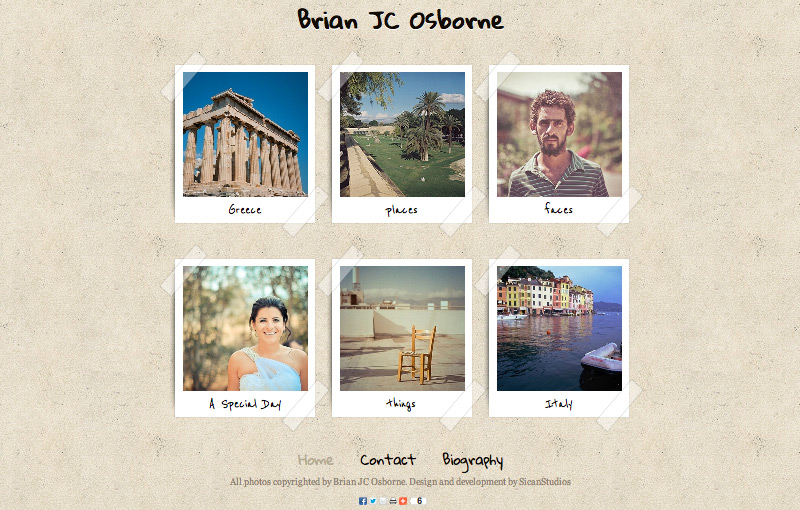 Brian JC Osborne
Greece
places
faces
A Special Day
things
Italy
Home Contact Biography
All photos copyrighted by Brian JC Osborne. Design and development by SicanStudios
6